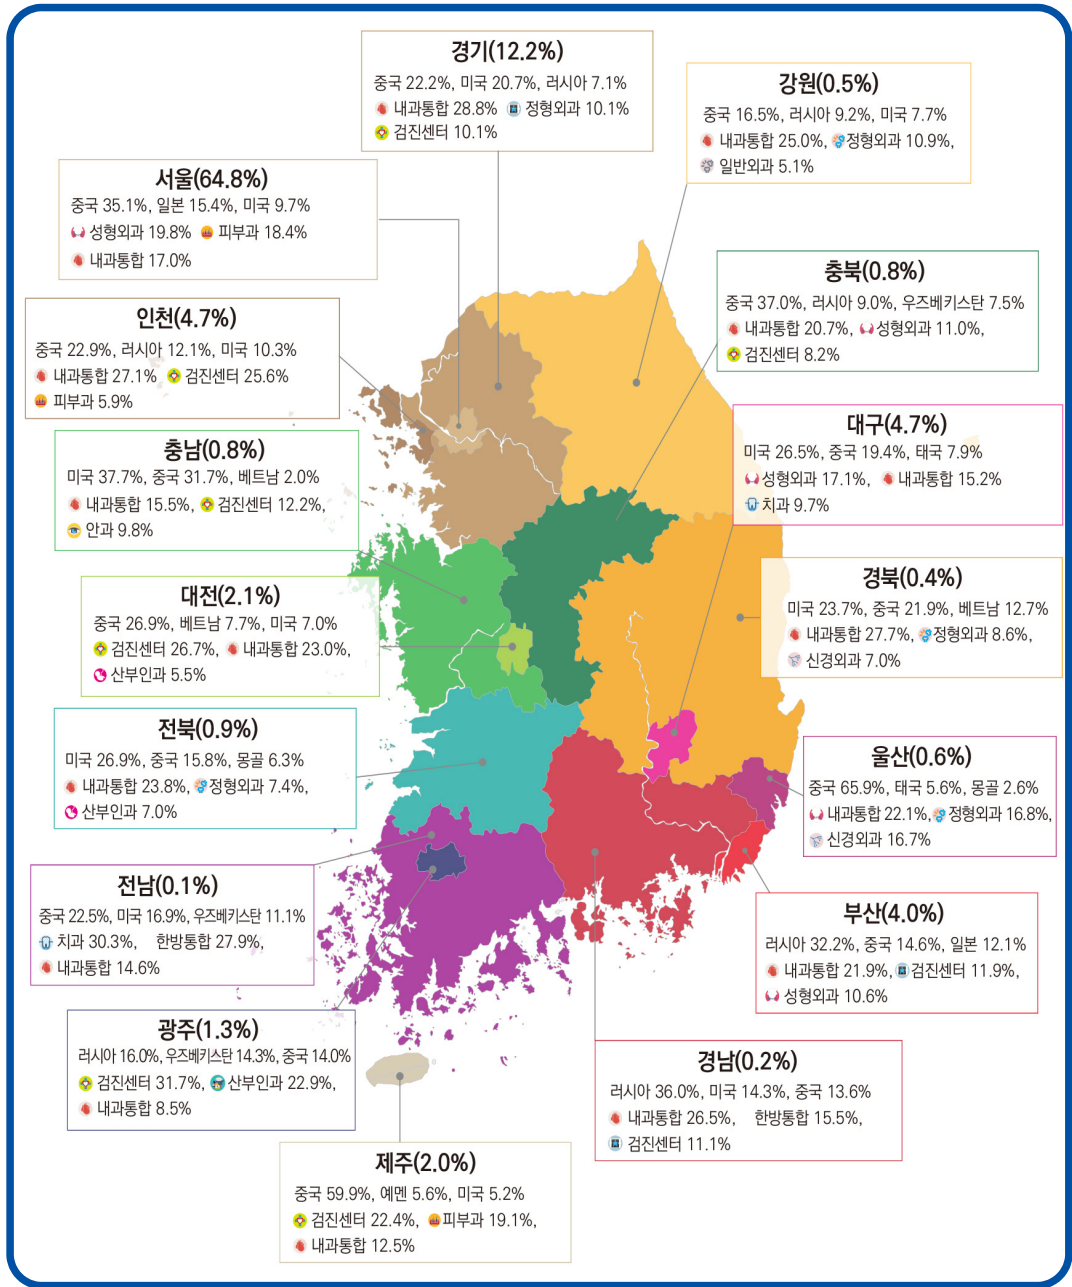 경기(12.2%)
중국 22.2%, 미국 20.7%, 러시아 7.1%
내과통합 28.8% 정형외과 10.1%
검진센터 10.1%
강원(0.5%)
중국 16.5%, 러시아 9.2%, 미국 7.7%
내과통합 25.0%, 정형외과 10.9%,
일반외과 5.1%
서울(64.8%)
중국 35.1%, 일본 15.4%, 미국 9.7%
성형외과 19.8% 피부과 18.4%
내과통합 17.0%
충북(0.8%)
중국 37.0%, 러시아 9.0%, 우즈베키스탄 7.5%
내과통합 20.7%, 성형외과 11.0%,
검진센터 8.2%
인천(4.7%)
중국 22.9%, 러시아 12.1%, 미국 10.3%
내과통합 27.1% 검진센터 25.6%
피부과 5.9%
대구(4.7%)
미국 26.5%, 중국 19.4%, 태국 7.9%
성형외과 17.1%, 내과통합 15.2%
치과 9.7%
충남(0.8%)
미국 37.7%, 중국 31.7%, 베트남 2.0%
내과통합 15.5%, 검진센터 12.2%,
안과 9.8%
경북(0.4%)
미국 23.7%, 중국 21.9%, 베트남 12.7%
내과통합 27.7%, 정형외과 8.6%,
신경외과 7.0%
대전(2.1%)
중국 26.9%, 베트남 7.7%, 미국 7.0%
검진센터 26.7%, 내과통합 23.0%,
산부인과 5.5%
전북(0.9%)
미국 26.9%, 중국 15.8%, 몽골 6.3%
내과통합 23.8%, 정형외과 7.4%,
산부인과 7.0%
울산(0.6%)
중국 65.9%, 태국 5.6%, 몽골 2.6%
내과통합 22.1%, 정형외과 16.8%,
신경외과 16.7%
전남(0.1%)
중국 22.5%, 미국 16.9%, 우즈베키스탄 11.1%
치과 30.3%, 한방통합 27.9%,
내과통합 14.6%
부산(4.0%)
러시아 32.2%, 중국 14.6%, 일본 12.1%
내과통합 21.9%, 검진센터 11.9%,
성형외과 10.6%
광주(1.3%)
러시아 16.0%, 우즈베키스탄 14.3%, 중국 14.0%
검진센터 31.7%, 산부인과 22.9%,
내과통합 8.5%
경남(0.2%)
러시아 36.0%, 미국 14.3%, 중국 13.6%
내과통합 26.5%, 한방통합 15.5%,
검진센터 11.1%
제주(2.0%)
중국 59.9%, 예멘 5.6%, 미국 5.2%
검진센터 22.4%, 피부과 19.1%,
내과통합 12.5%